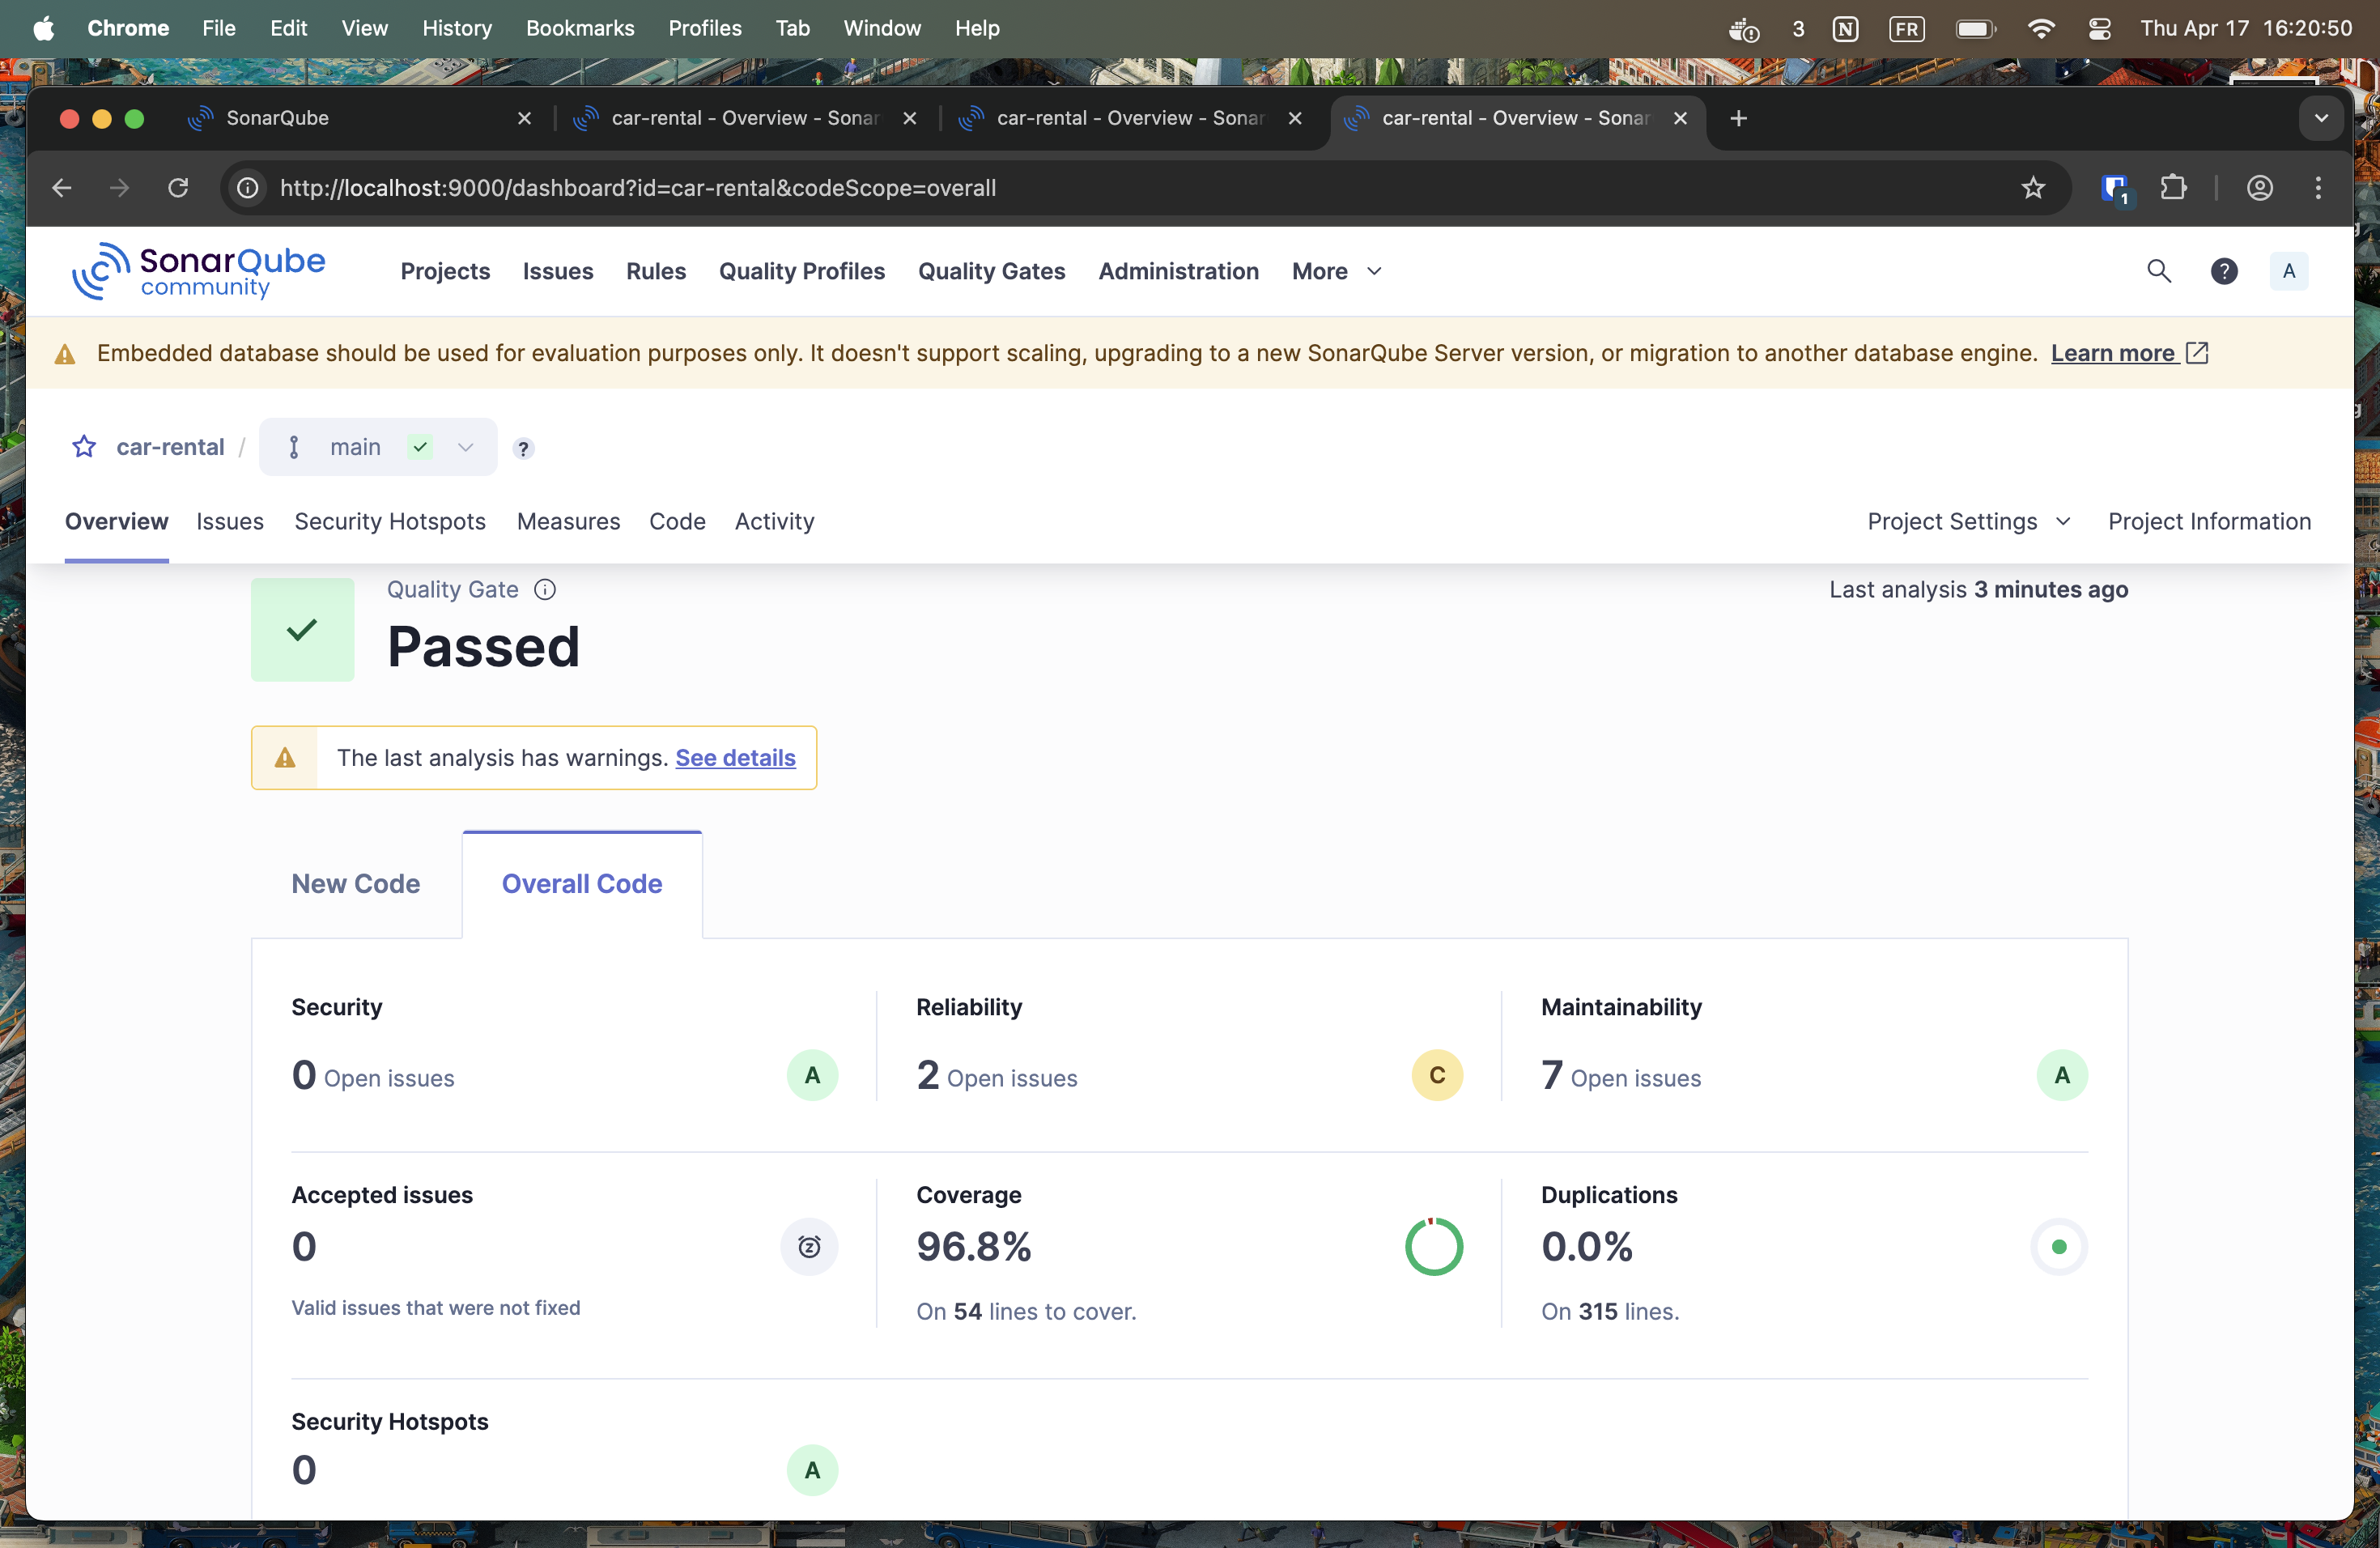 Chrome File Edit View History Bookmarks Profiles Tab Window Help 3 N FR Thu Apr 17 16:20:50
SonarQube car-rental - Overview - Sonar car-rental - Overview - Sonar car-rental - Overview - Sonar
http://localhost:9000/dashboard?id=car-rental&codeScope=overall 1
SonarQube community Projects Issues Rules Quality Profiles Quality Gates Administration More ? A
Embedded database should be used for evaluation purposes only. It doesn't support scaling, upgrading to a new SonarQube Server version, or migration to another database engine. Learn more
car-rental / main ?
Overview Issues Security Hotspots Measures Code Activity Project Settings Project Information
Quality Gate Last analysis 3 minutes ago
Passed
The last analysis has warnings. See details
New Code Overall Code
Security Reliability Maintainability
0 Open issues A 2 Open issues C 7 Open issues A
Accepted issues Coverage Duplications
0 96.8% 0.0%
Valid issues that were not fixed On 54 lines to cover. On 315 lines.
Security Hotspots
0 A